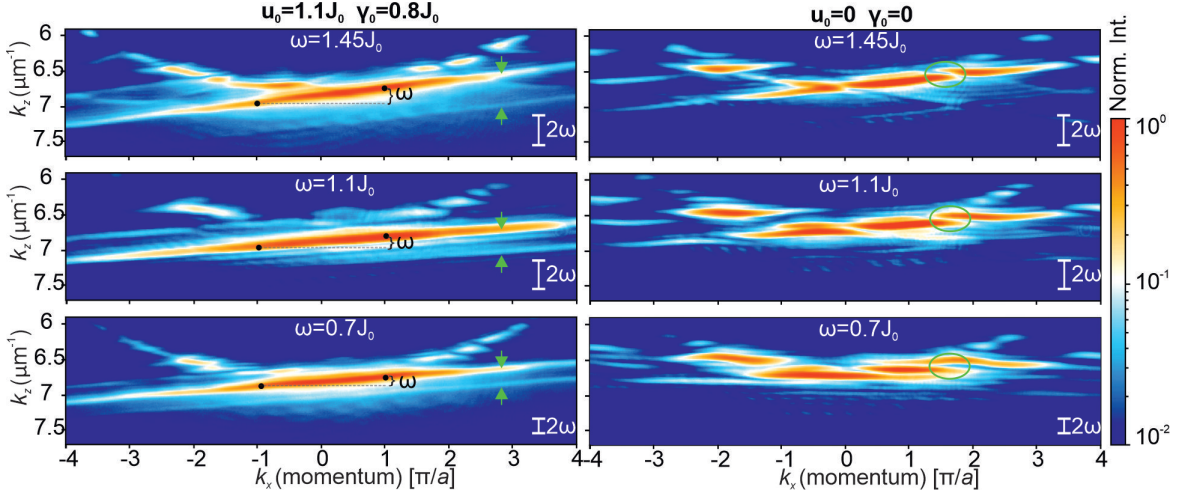 u₀=1.1J₀ γ₀=0.8J₀
u₀=0 γ₀=0
ω=1.45J₀
ω
2ω
6
6.5
7
7.5
k_z (μm⁻¹)
ω=1.45J₀
2ω
ω=1.1J₀
ω
2ω
6
6.5
7
7.5
k_z (μm⁻¹)
ω=1.1J₀
2ω
ω=0.7J₀
ω
2ω
6
6.5
7
7.5
k_z (μm⁻¹)
ω=0.7J₀
2ω
-4 -3 -2 -1 0 1 2 3 4
k_x (momentum) [π/a]
-4 -3 -2 -1 0 1 2 3 4
k_x (momentum) [π/a]
Norm. Int.
10⁰
10⁻¹
10⁻²